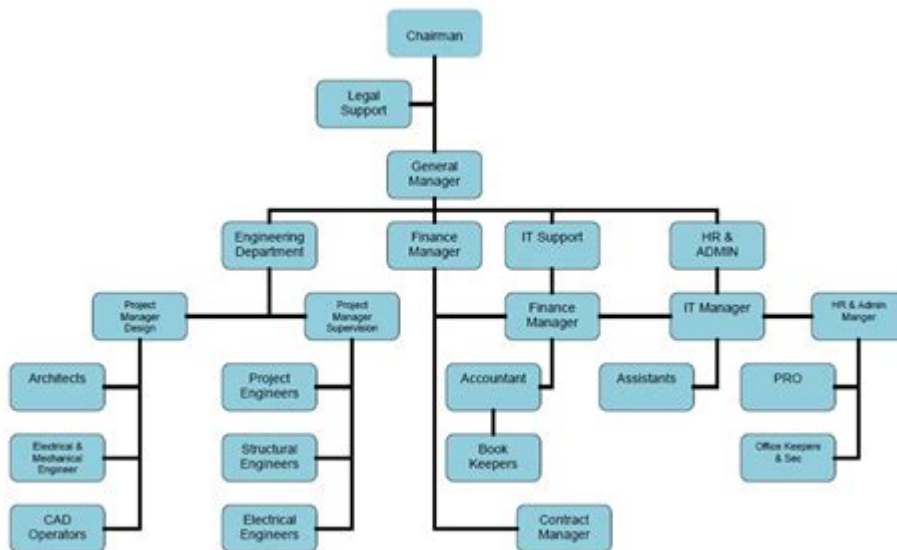 Chairman
Legal
Support
General
Manager
Engineering
Department
Finance
Manager
IT Support
HR &
ADMIN
Project
Manager
Design
Project
Manager
Supervision
Finance
Manager
IT Manager
HR & Admin
Manger
Architects
Project
Engineers
Accountant
Assistants
PRO
Electrical &
Mechanical
Engineer
Structural
Engineers
Book
Keepers
Office Keepers
& Sec
CAD
Operators
Electrical
Engineers
Contract
Manager